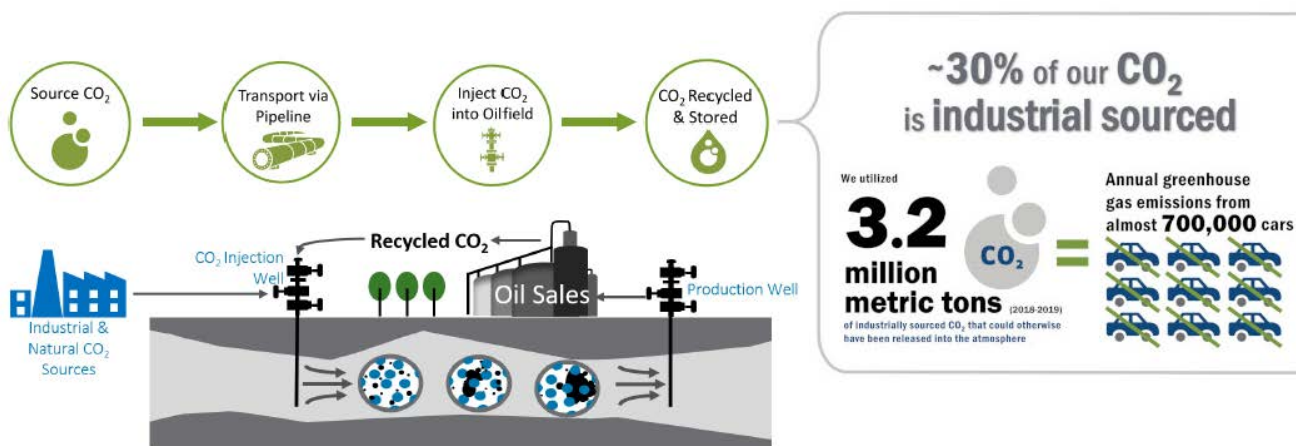 Source CO₂
Transport via
Pipeline
Inject CO₂
into Oilfield
CO₂ Recycled
& Stored
~30% of our CO₂
is industrial sourced
We utilized
3.2
million
metric tons (2018-2019)
of industrially sourced CO₂ that could otherwise
have been released into the atmosphere
CO₂
=
Annual greenhouse
gas emissions from
almost 700,000 cars
Recycled CO₂
CO₂ Injection
Well
Oil Sales
Production Well
Industrial &
Natural CO₂
Sources